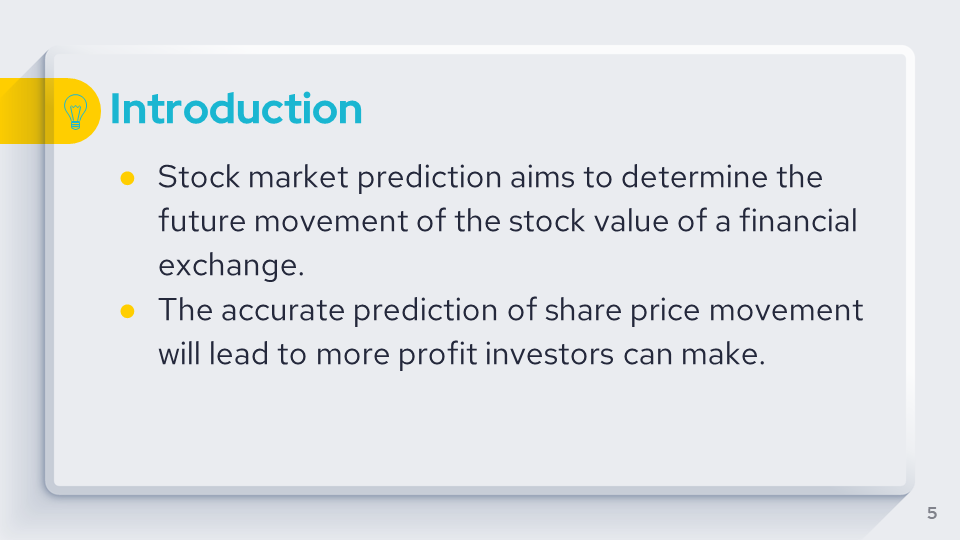 Introduction
● Stock market prediction aims to determine the
future movement of the stock value of a financial
exchange.
● The accurate prediction of share price movement
will lead to more profit investors can make.
5